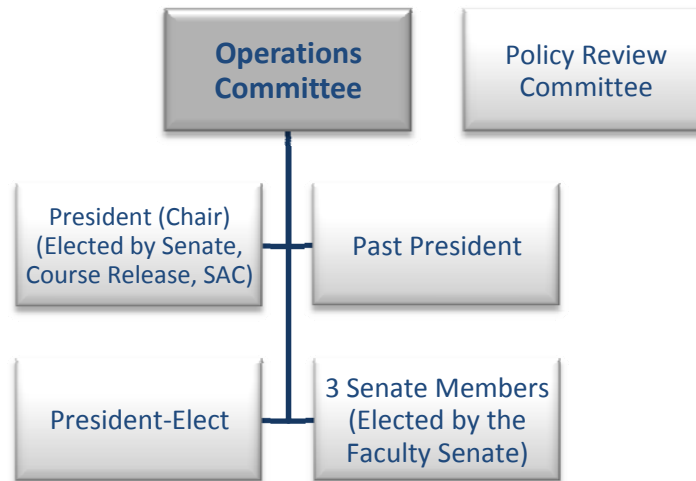 Operations
Committee
Policy Review
Committee
President (Chair)
(Elected by Senate,
Course Release, SAC)
Past President
President-Elect
3 Senate Members
(Elected by the
Faculty Senate)